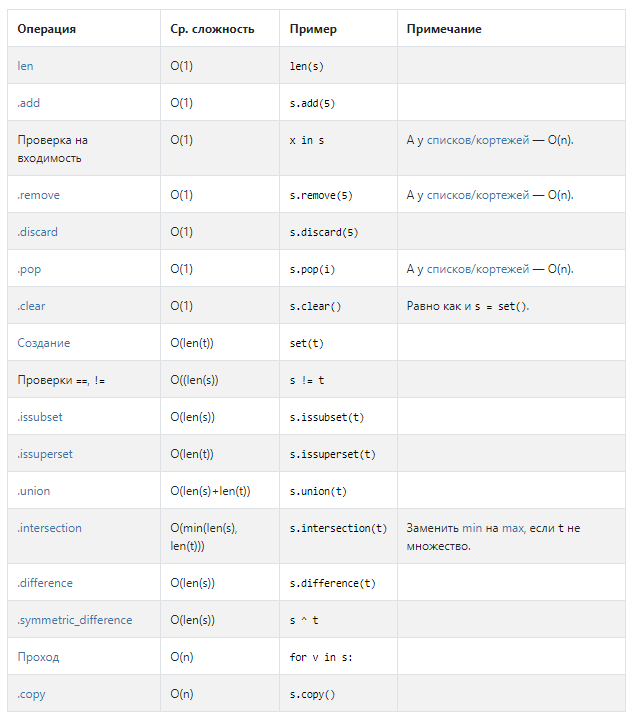 Операция Ср. сложность Пример Примечание
len O(1) len(s)
.add O(1) s.add(5)
Проверка на O(1) x in s А у списков/кортежей — O(n).
входимость
.remove O(1) s.remove(5) А у списков/кортежей — O(n).
.discard O(1) s.discard(5)
.pop O(1) s.pop(i) А у списков/кортежей — O(n).
.clear O(1) s.clear() Равно как и s = set().
Создание O(len(t)) set(t)
Проверки ==, != O((len(s)) s != t
.issubset O(len(s)) s.issubset(t)
.issuperset O(len(t)) s.issuperset(t)
.union O(len(s)+len(t)) s.union(t)
.intersection O(min(len(s), s.intersection(t) Заменить min на max, если t не
len(t))) множество.
.difference O(len(s)) s.difference(t)
.symmetric_difference O(len(s)) s ^ t
Проход O(n) for v in s:
.copy O(n) s.copy()